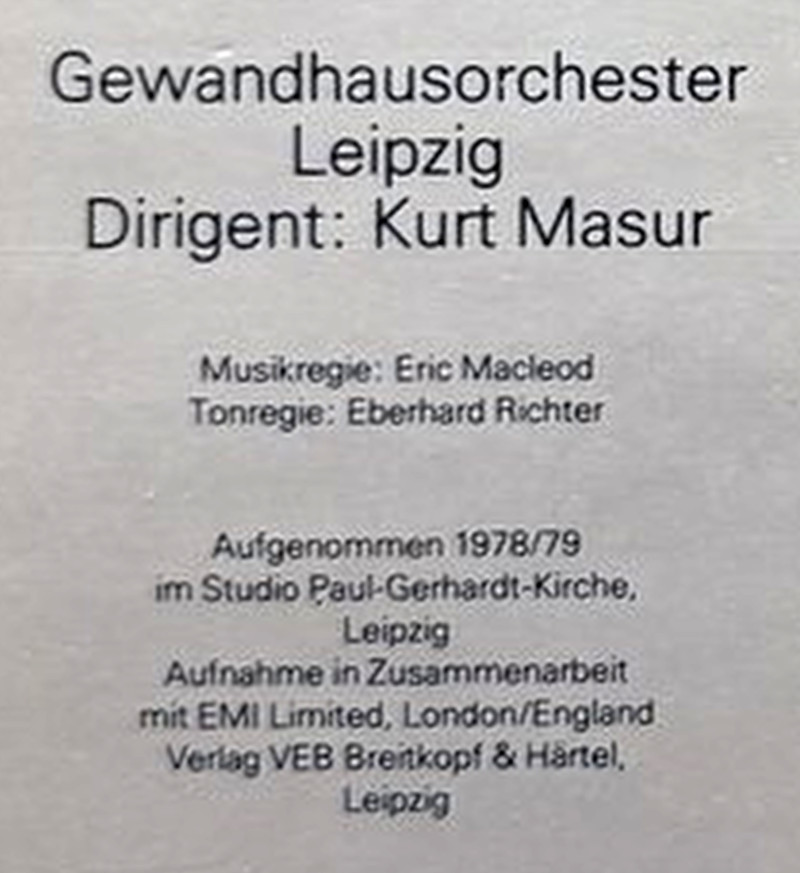 Gewandhausorchester
Leipzig
Dirigent: Kurt Masur
Musikregie: Eric Macleod
Tonregie: Eberhard Richter
Aufgenommen 1978/79
im Studio Paul-Gerhardt-Kirche,
Leipzig
Aufnahme in Zusammenarbeit
mit EMI Limited, London/England
Verlag VEB Breitkopf & Härtel,
Leipzig